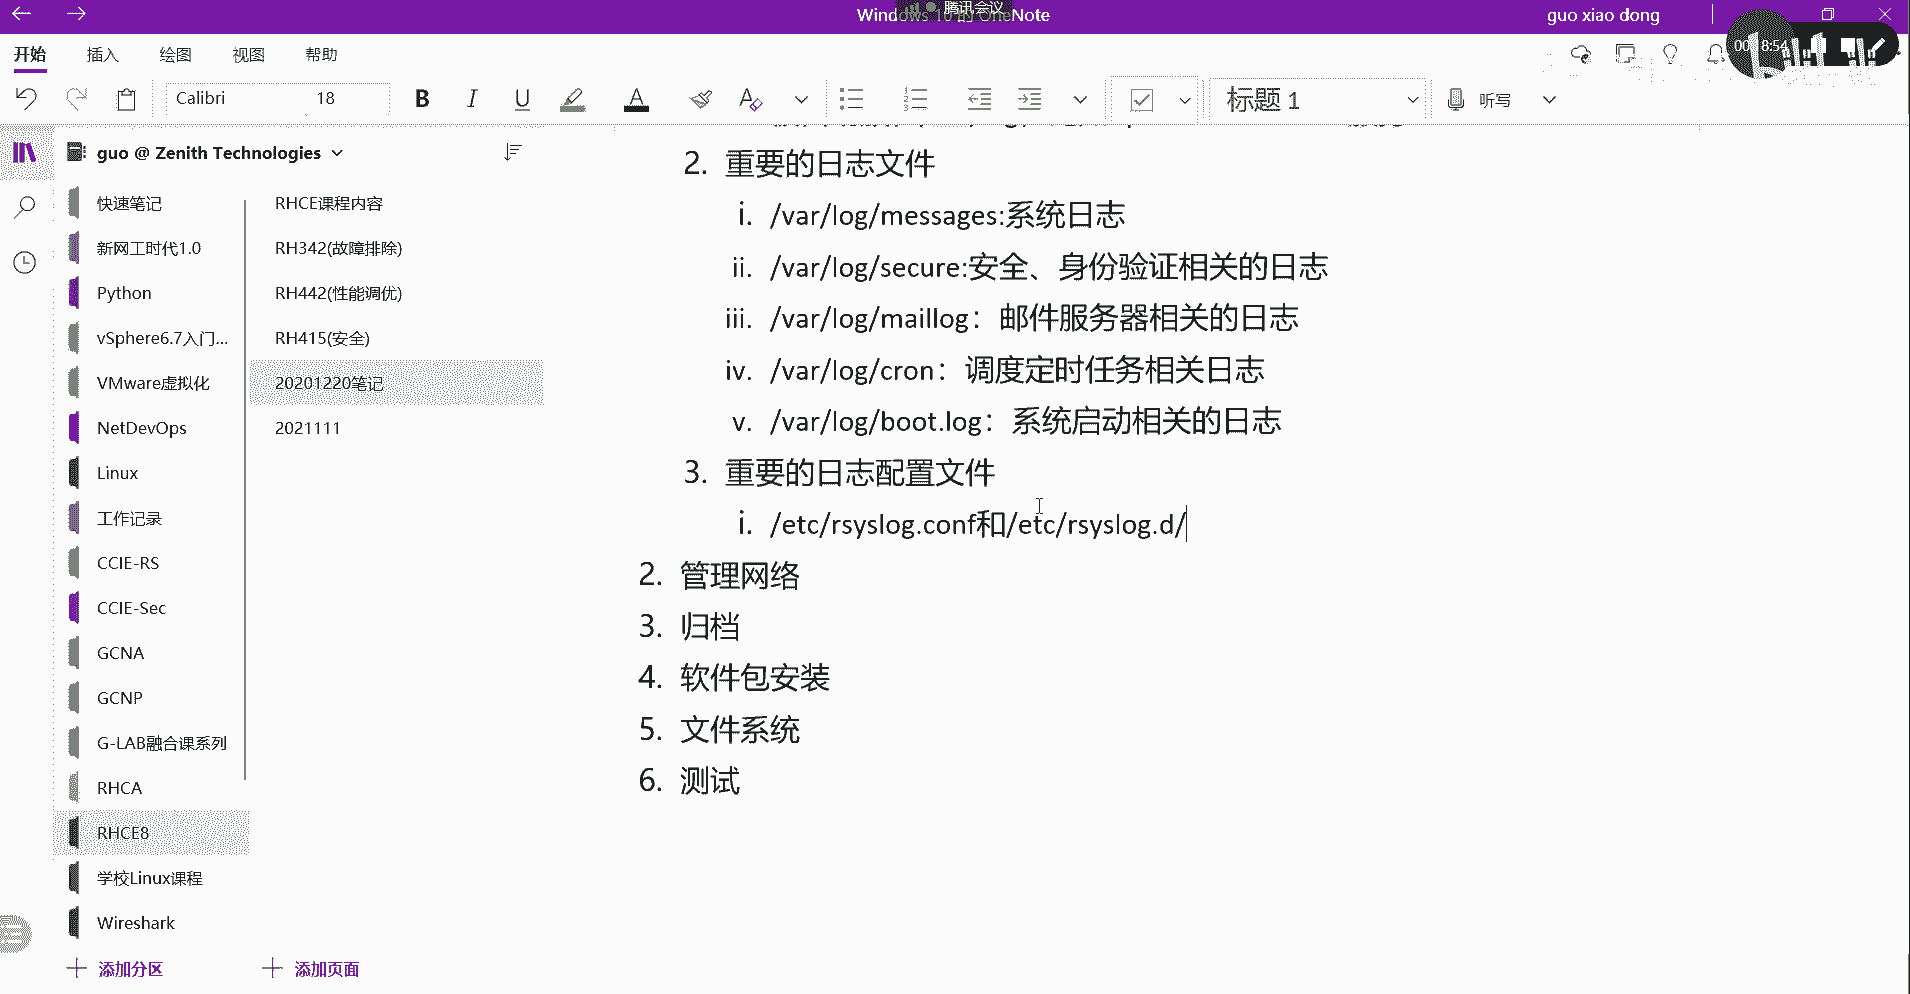 腾讯会议
Windows 10 的 OneNote
guo xiao dong
开始 插入 绘图 视图 帮助
Calibri 18 B I U A 标题 1 听写
guo @ Zenith Technologies
快速笔记
新网工时代1.0
Python
vSphere6.7入门...
VMware虚拟化
NetDevOps
Linux
工作记录
CCIE-RS
CCIE-Sec
GCNA
GCNP
G-LAB融合课系列
RHCA
RHCE8
学校Linux课程
Wireshark
添加分区
RHCE课程内容
RH342(故障排除)
RH442(性能调优)
RH415(安全)
20201220笔记
2021111
添加页面
2. 重要的日志文件
i. /var/log/messages:系统日志
ii. /var/log/secure:安全、身份验证相关的日志
iii. /var/log/maillog：邮件服务器相关的日志
iv. /var/log/cron：调度定时任务相关日志
v. /var/log/boot.log：系统启动相关的日志
3. 重要的日志配置文件
i. /etc/rsyslog.conf和/etc/rsyslog.d/
2. 管理网络
3. 归档
4. 软件包安装
5. 文件系统
6. 测试